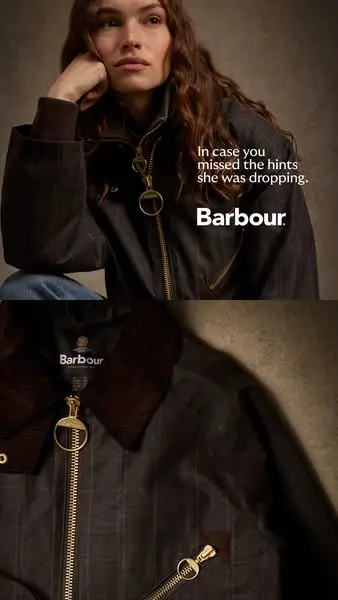 In case you
missed the hints
she was dropping.
Barbour.
Barbour